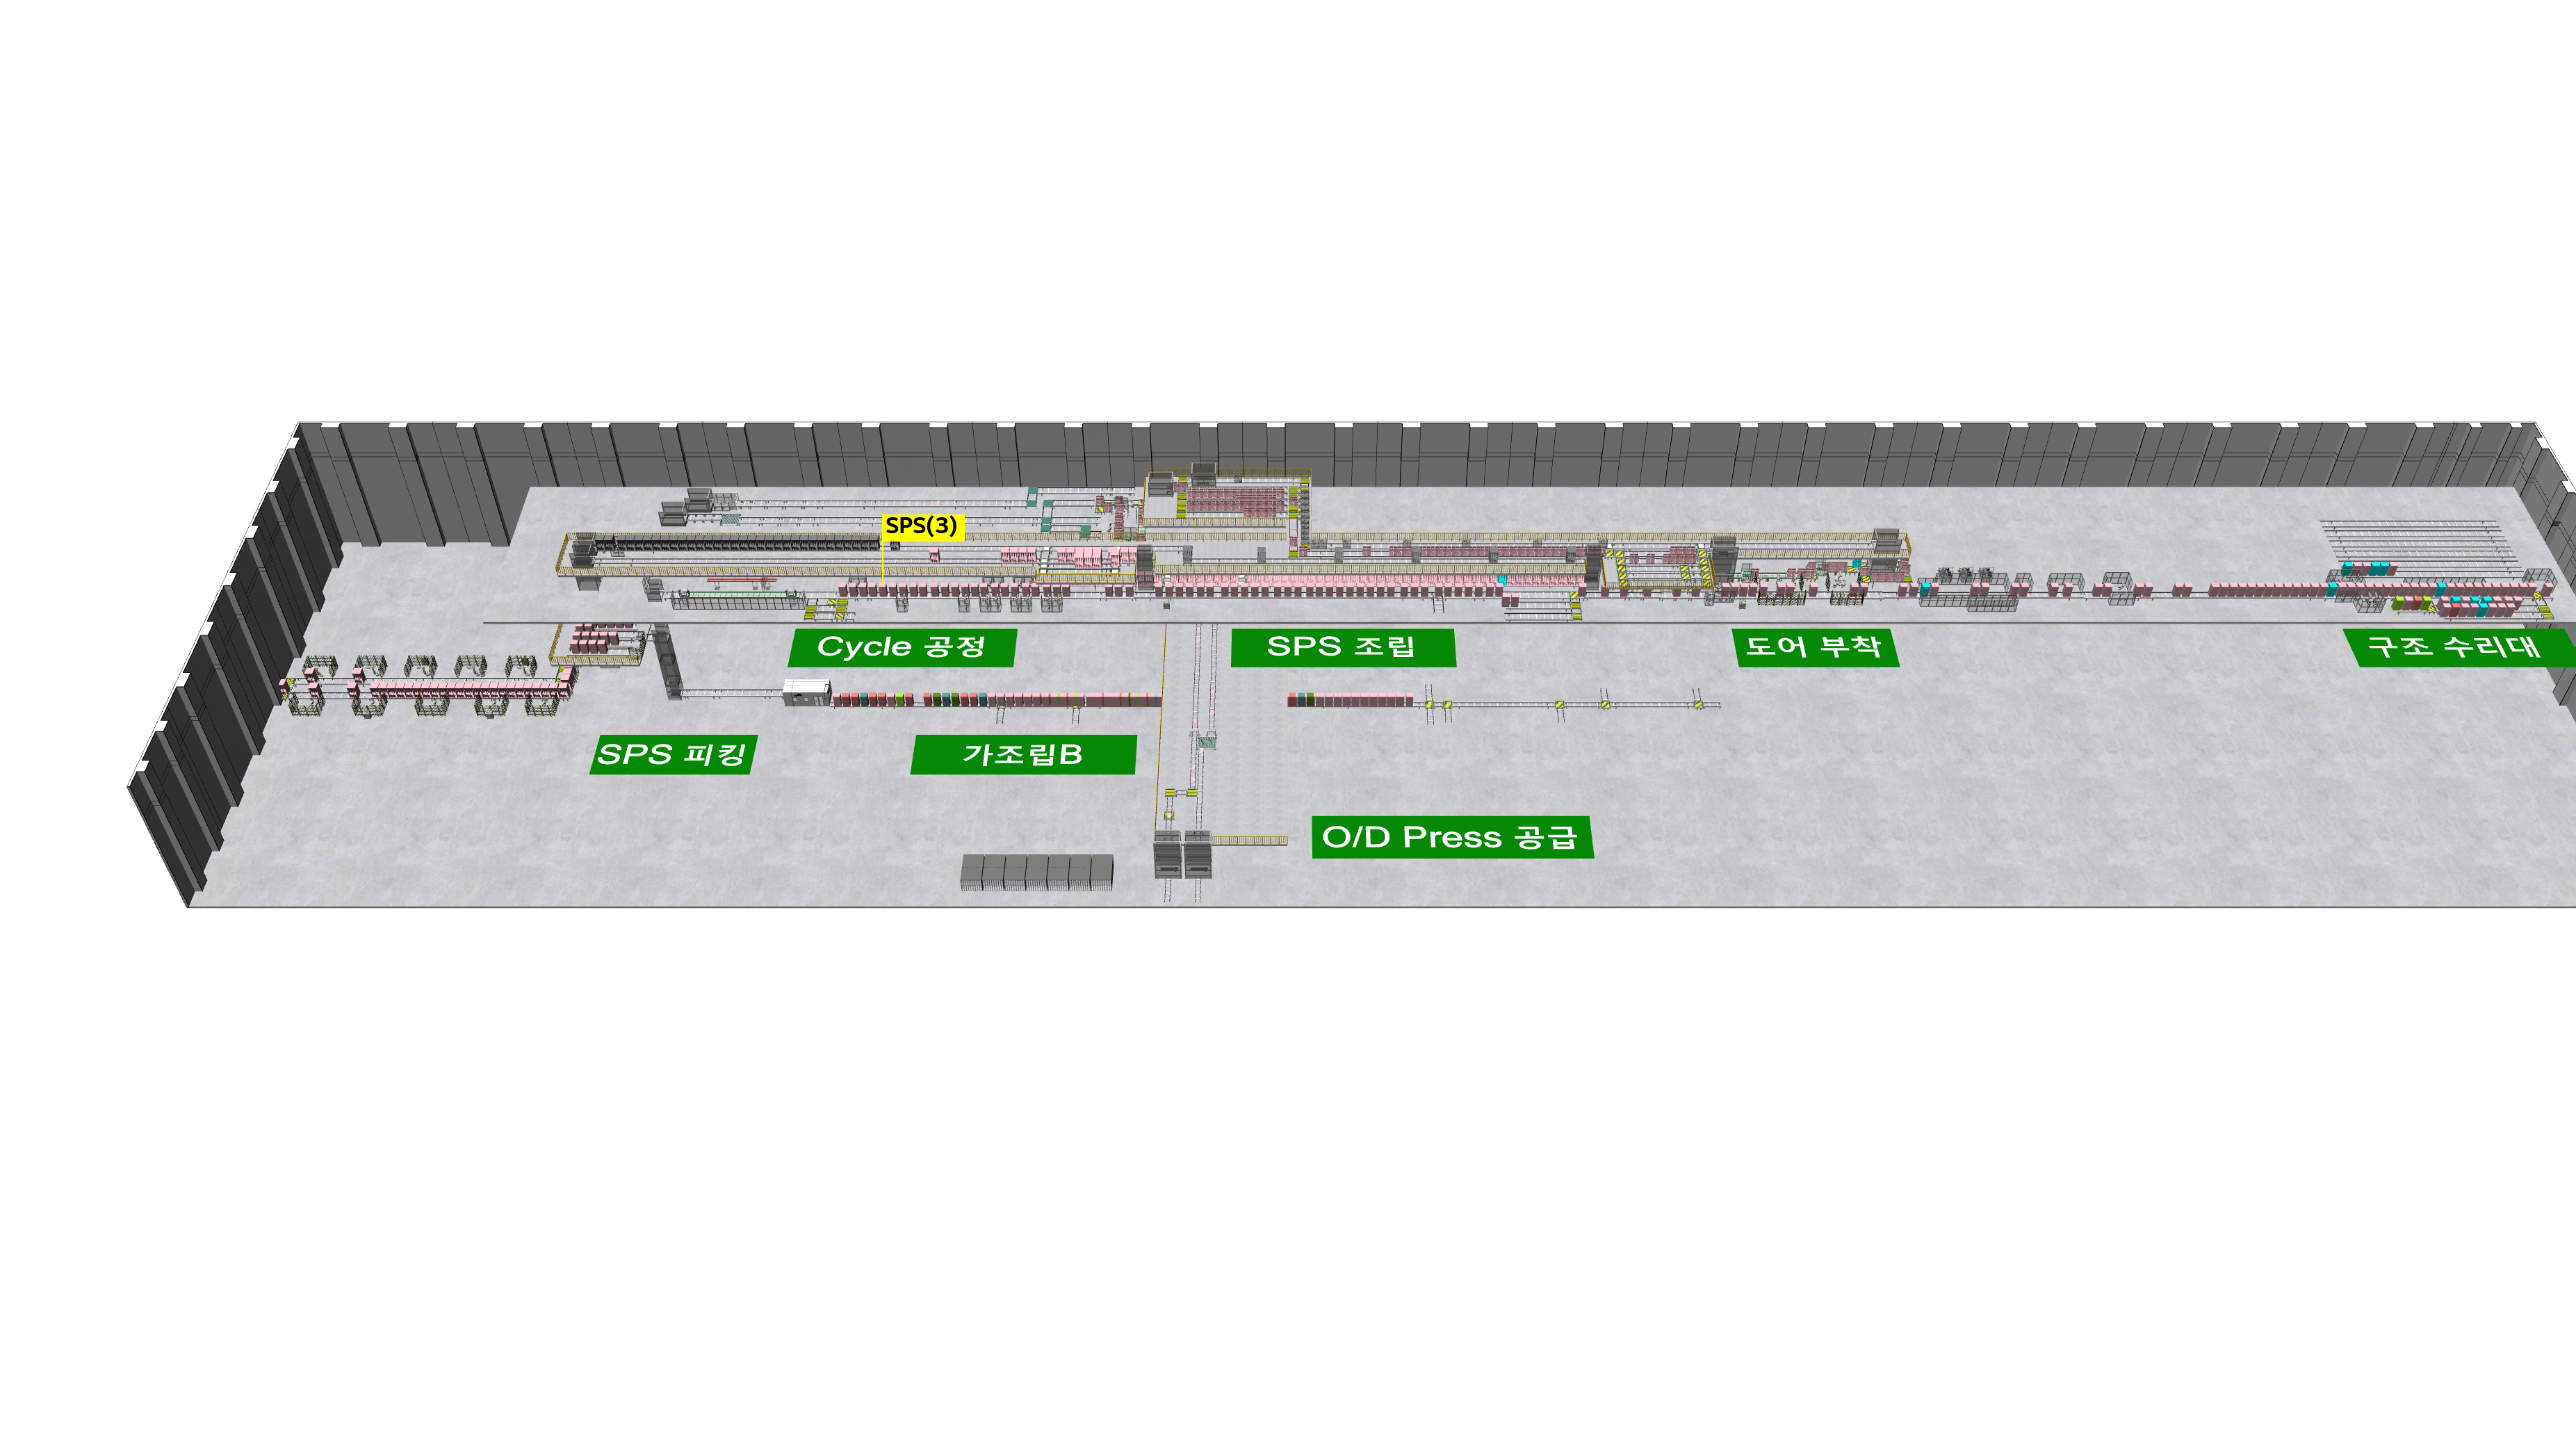 SPS(3)
Cycle 공정
SPS 조립
도어 부착
구조 수리대
SPS 피킹
가조립B
O/D Press 공급